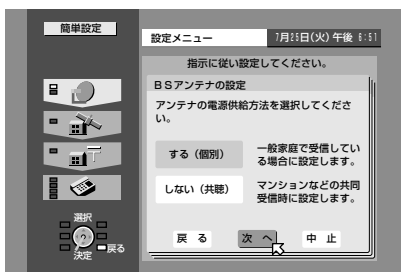 簡単設定
設定メニュー
7月25日(火)午後 6:51
指示に従い設定してください。
BSアンテナの設定
アンテナの電源供給方法を選択してくださ
い。
する（個別）
一般家庭で受信してい
る場合に設定します。
しない（共聴）
マンションなどの共同
受信時に設定します。
戻る
次へ
中止
選択
決定
戻る